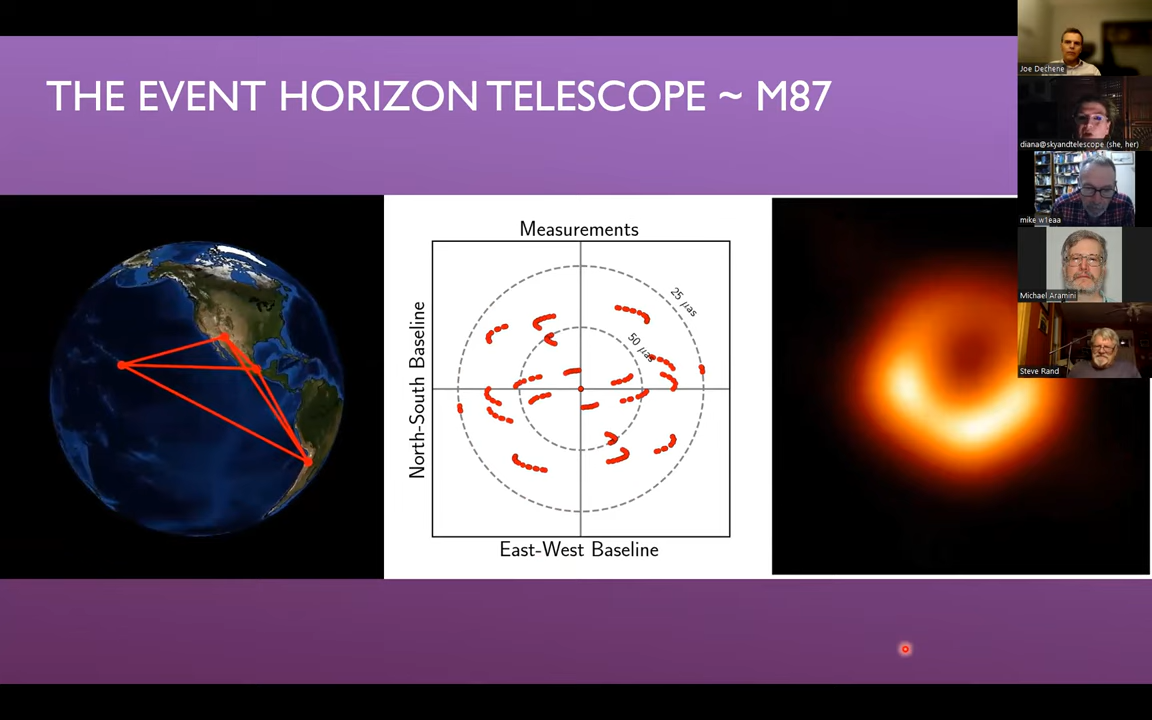 THE EVENT HORIZON TELESCOPE ~ M87
Joe Dechene
diana@skyandtelescope (she, her)
mike w1eaa
Michael Aramini
Steve Rand
Measurements
North-South Baseline
25 μas
50 μas
East-West Baseline